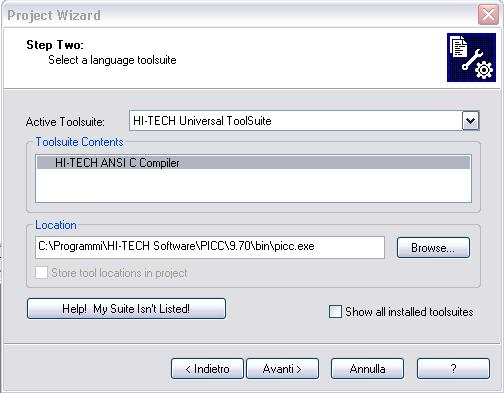 Project Wizard
Step Two:
Select a language toolsuite
Active Toolsuite: HI-TECH Universal ToolSuite
Toolsuite Contents
HI-TECH ANSI C Compiler
Location
C:\Programmi\HI-TECH Software\PICC\9.70\bin\picc.exe Browse...
Store tool locations in project
Help! My Suite Isn't Listed! Show all installed toolsuites
< Indietro Avanti > Annulla ?